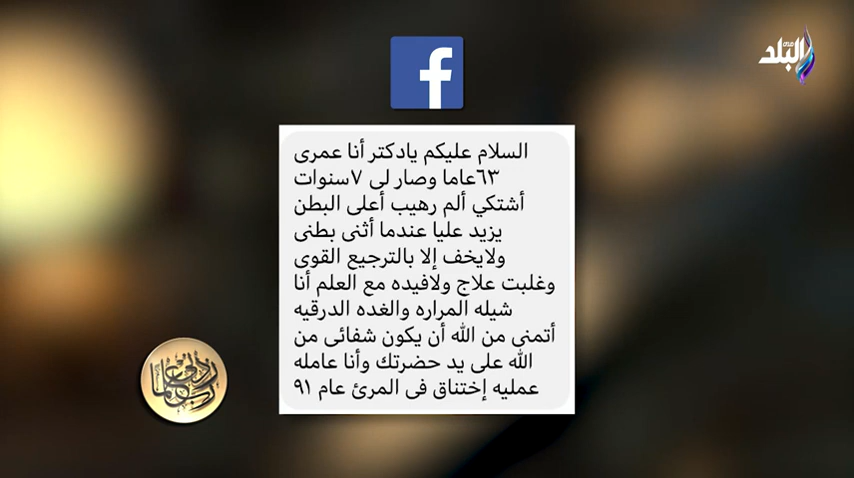 صدى
البلد
السلام عليكم يادكتر أنا عمرى
٦٣عاما وصار لى ٧سنوات
أشتكي ألم رهيب أعلى البطن
يزيد عليا عندما أثنى بطنى
ولايخف إلا بالترجيع القوى
وغلبت علاج ولافيده مع العلم أنا
شيله المراره والغده الدرقيه
أتمنى من الله أن يكون شفائى من
الله على يد حضرتك وأنا عامله
عمليه إختناق فى المرئ عام ٩١